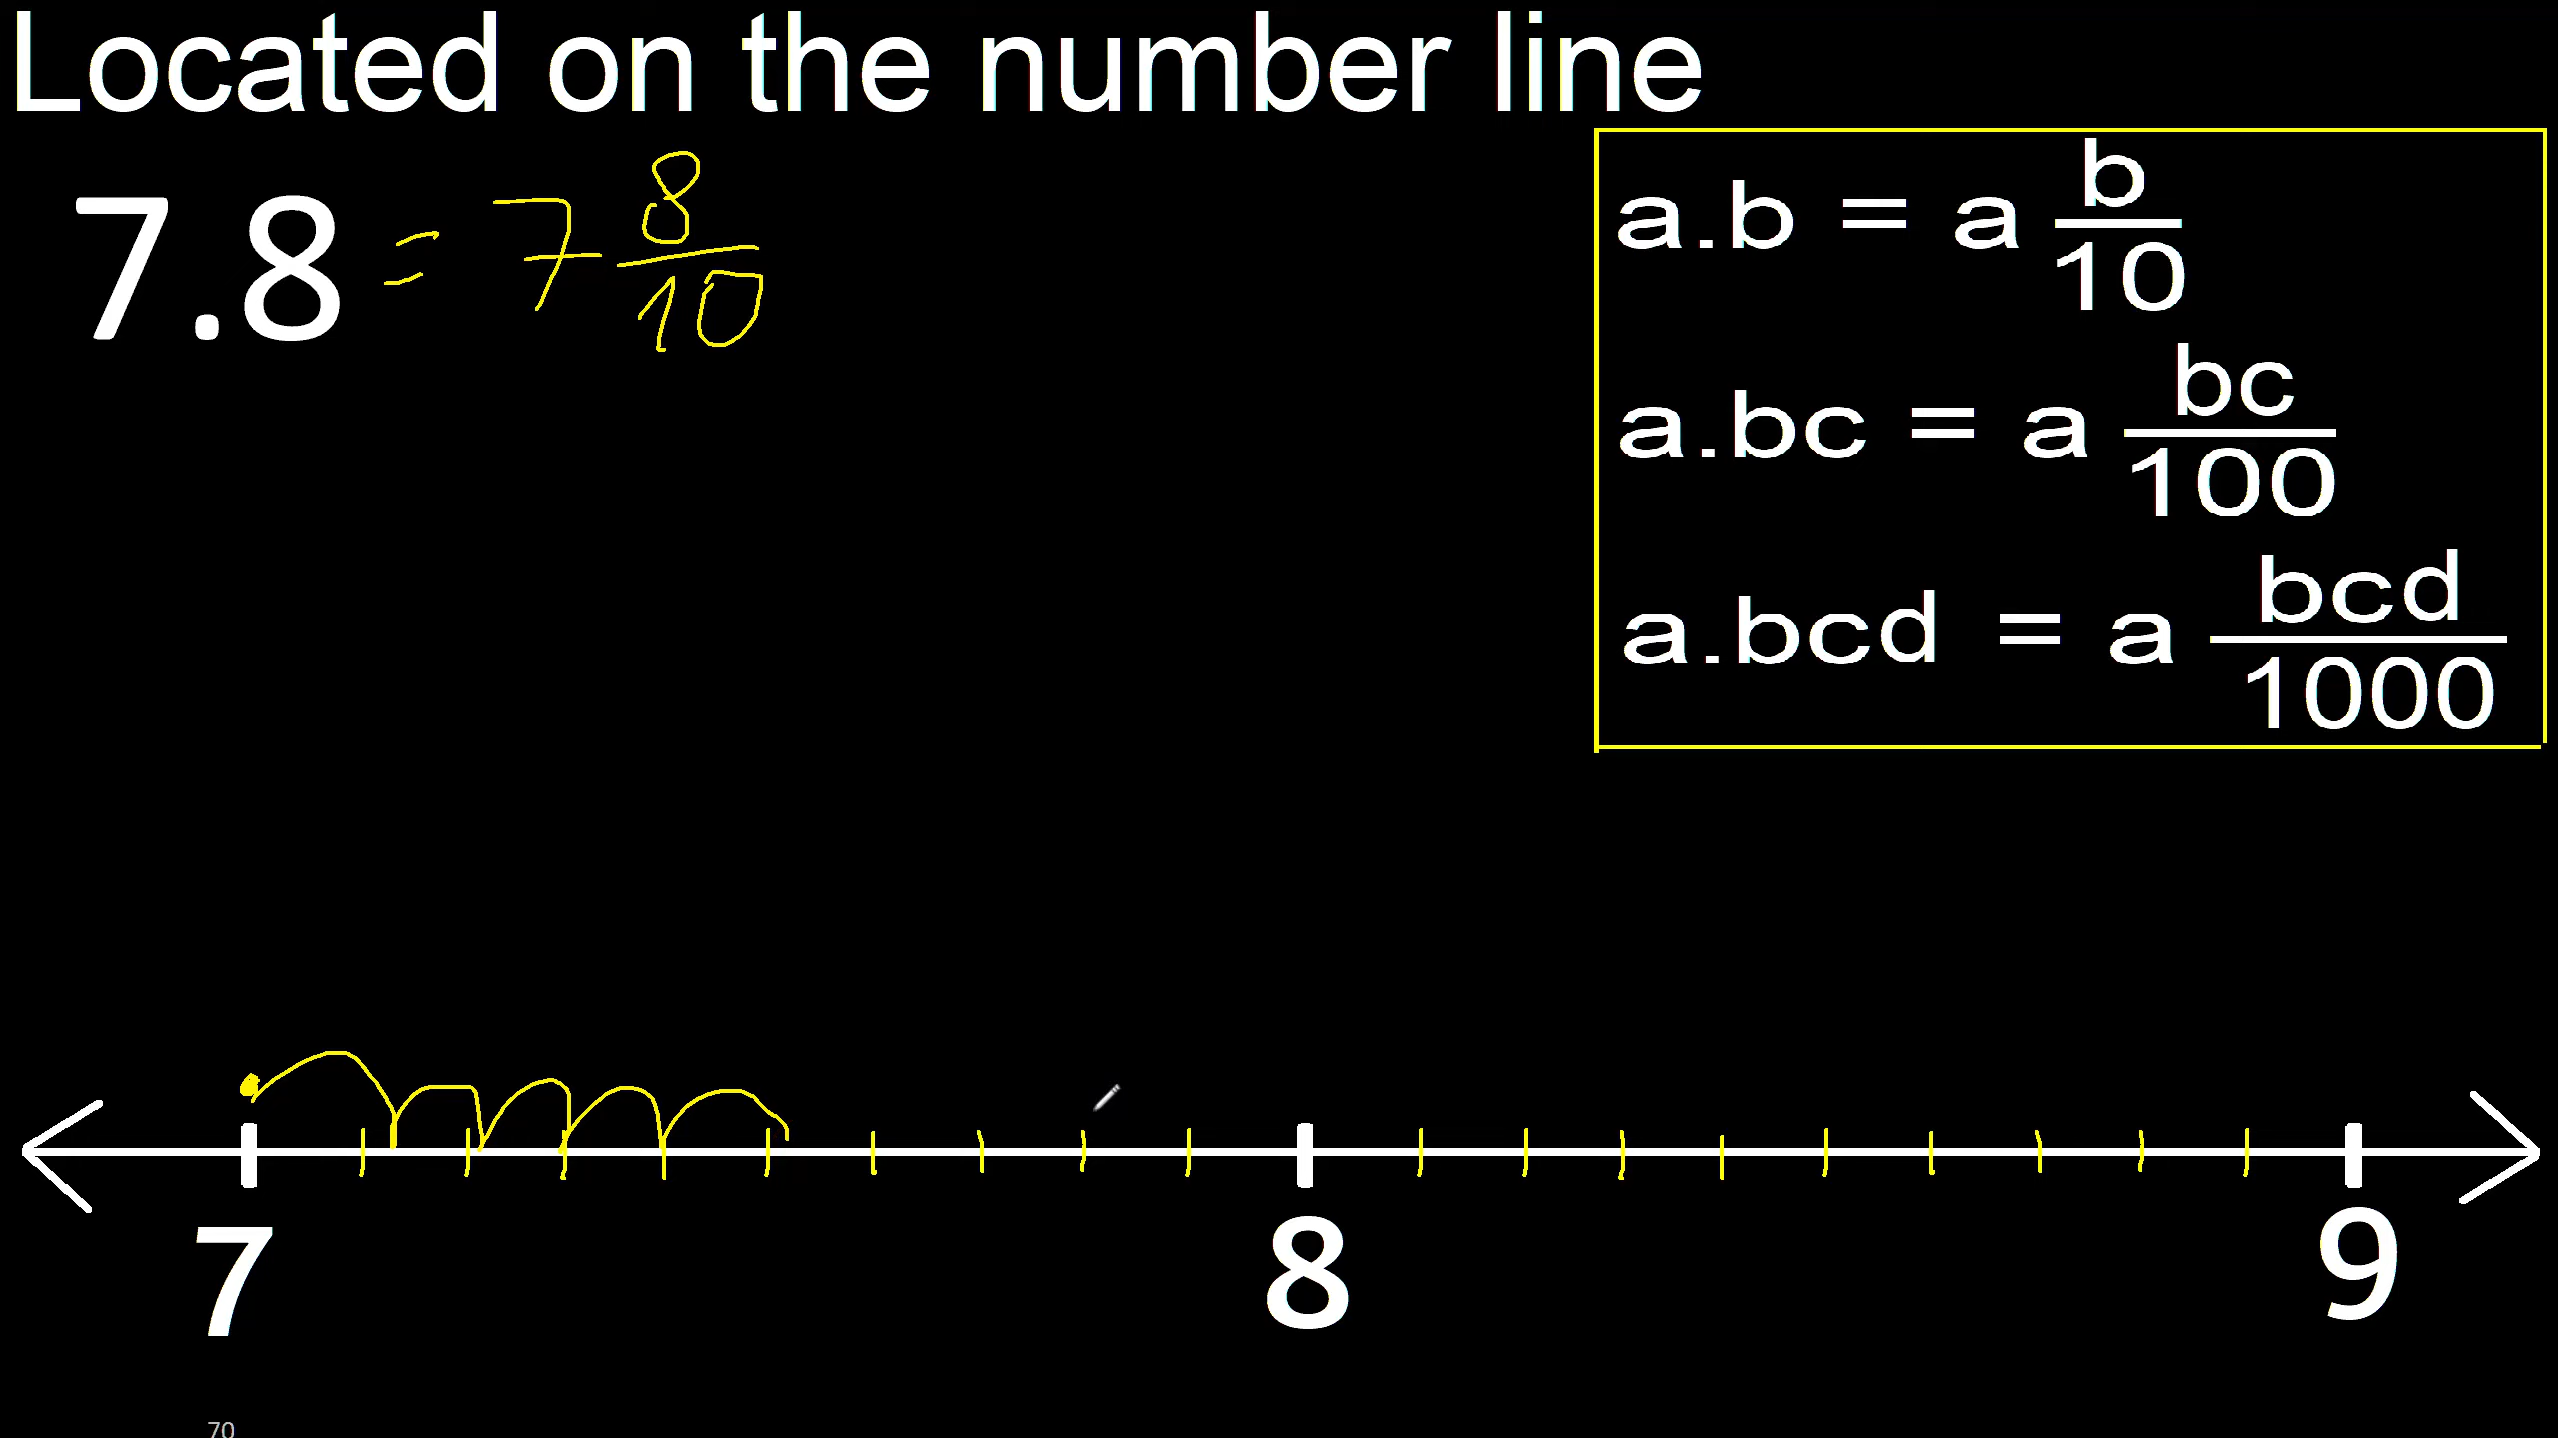 Located on the number line
7.8 = 7 8/10
a.b = a b/10
a.bc = a bc/100
a.bcd = a bcd/1000
7 8 9
70